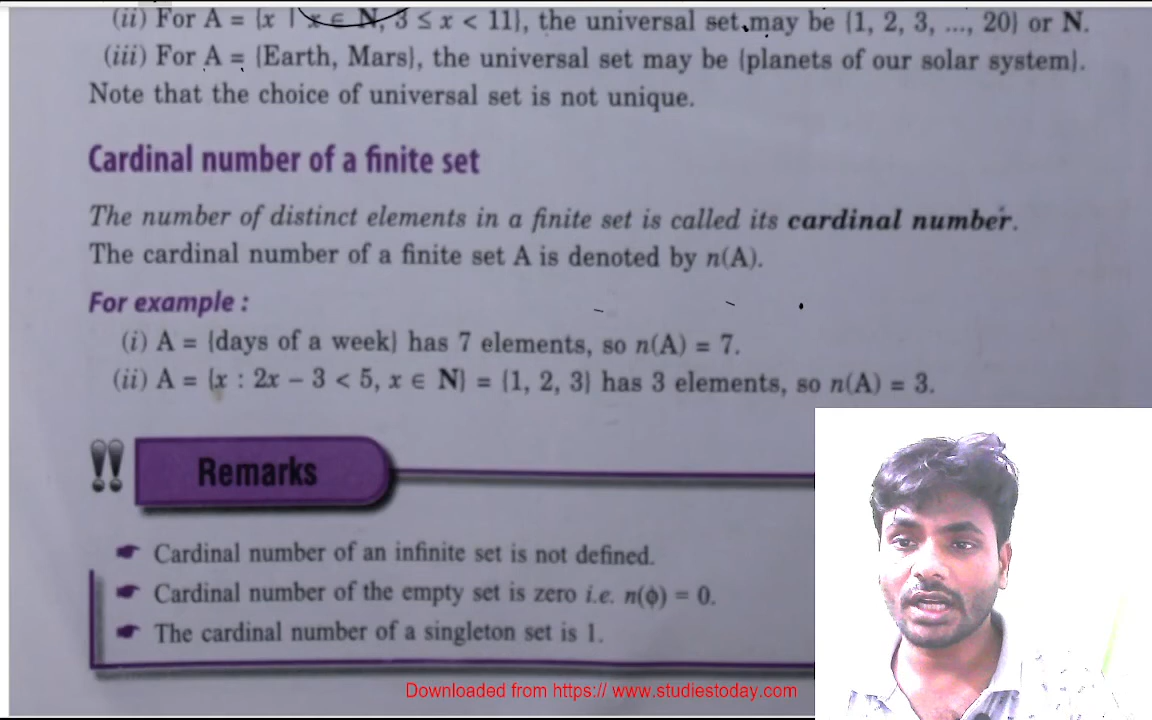 (ii) For A = {x | x ∈ N, 3 ≤ x < 11}, the universal set may be {1, 2, 3, ..., 20} or N.
(iii) For A = {Earth, Mars}, the universal set may be {planets of our solar system}.
Note that the choice of universal set is not unique.
Cardinal number of a finite set
The number of distinct elements in a finite set is called its cardinal number.
The cardinal number of a finite set A is denoted by n(A).
For example :
(i) A = {days of a week} has 7 elements, so n(A) = 7.
(ii) A = {x : 2x – 3 < 5, x ∈ N} = {1, 2, 3} has 3 elements, so n(A) = 3.
!! Remarks
Cardinal number of an infinite set is not defined.
Cardinal number of the empty set is zero i.e. n(ϕ) = 0.
The cardinal number of a singleton set is 1.
Downloaded from https:// www.studiestoday.com